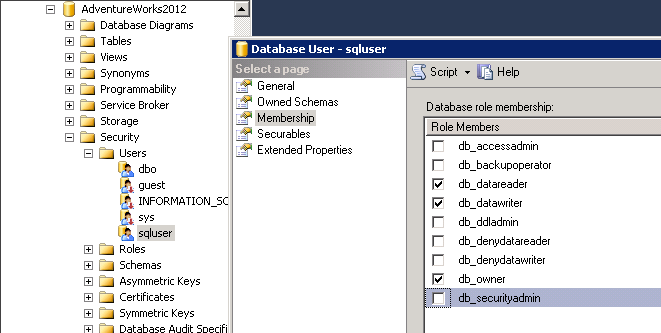 AdventureWorks2012
Database Diagrams
Tables
Views
Synonyms
Programmability
Service Broker
Storage
Security
Users
dbo
guest
INFORMATION_SC
sys
sqluser
Roles
Schemas
Asymmetric Keys
Certificates
Symmetric Keys
Database Audit Specifi
Database User - sqluser
Select a page
General
Owned Schemas
Membership
Securables
Extended Properties
Script Help
Database role membership:
Role Members
db_accessadmin
db_backupoperator
db_datareader
db_datawriter
db_ddladmin
db_denydatareader
db_denydatawriter
db_owner
db_securityadmin